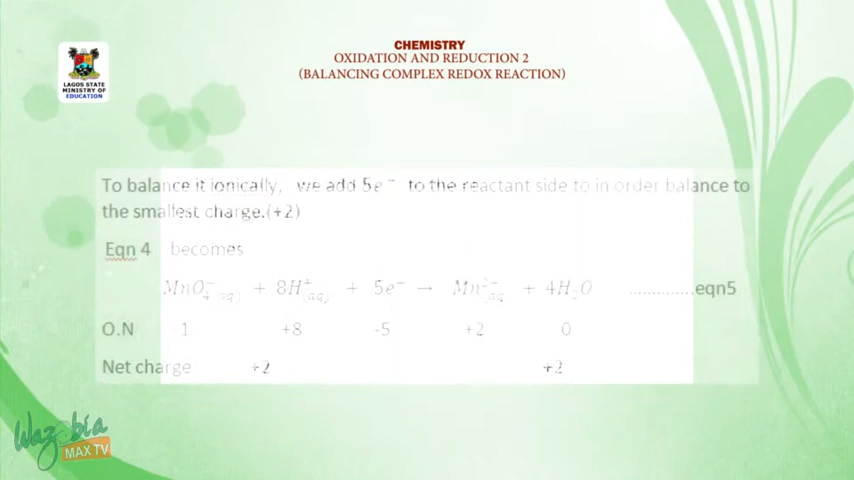 CHEMISTRY
OXIDATION AND REDUCTION 2
(BALANCING COMPLEX REDOX REACTION)
LAGOS STATE
MINISTRY OF
EDUCATION
To balance it ionically, we add 5e⁻ to the reactant side to in order balance to
the smallest charge.(+2)
Eqn 4 becomes
MnO₄⁻(aq) + 8H⁺(aq) + 5e⁻ → Mn²⁺(aq + 4H₂O ..............eqn5
O.N 1 +8 -5 +2 0
Net charge +2 +2
Wazobia
MAX TV